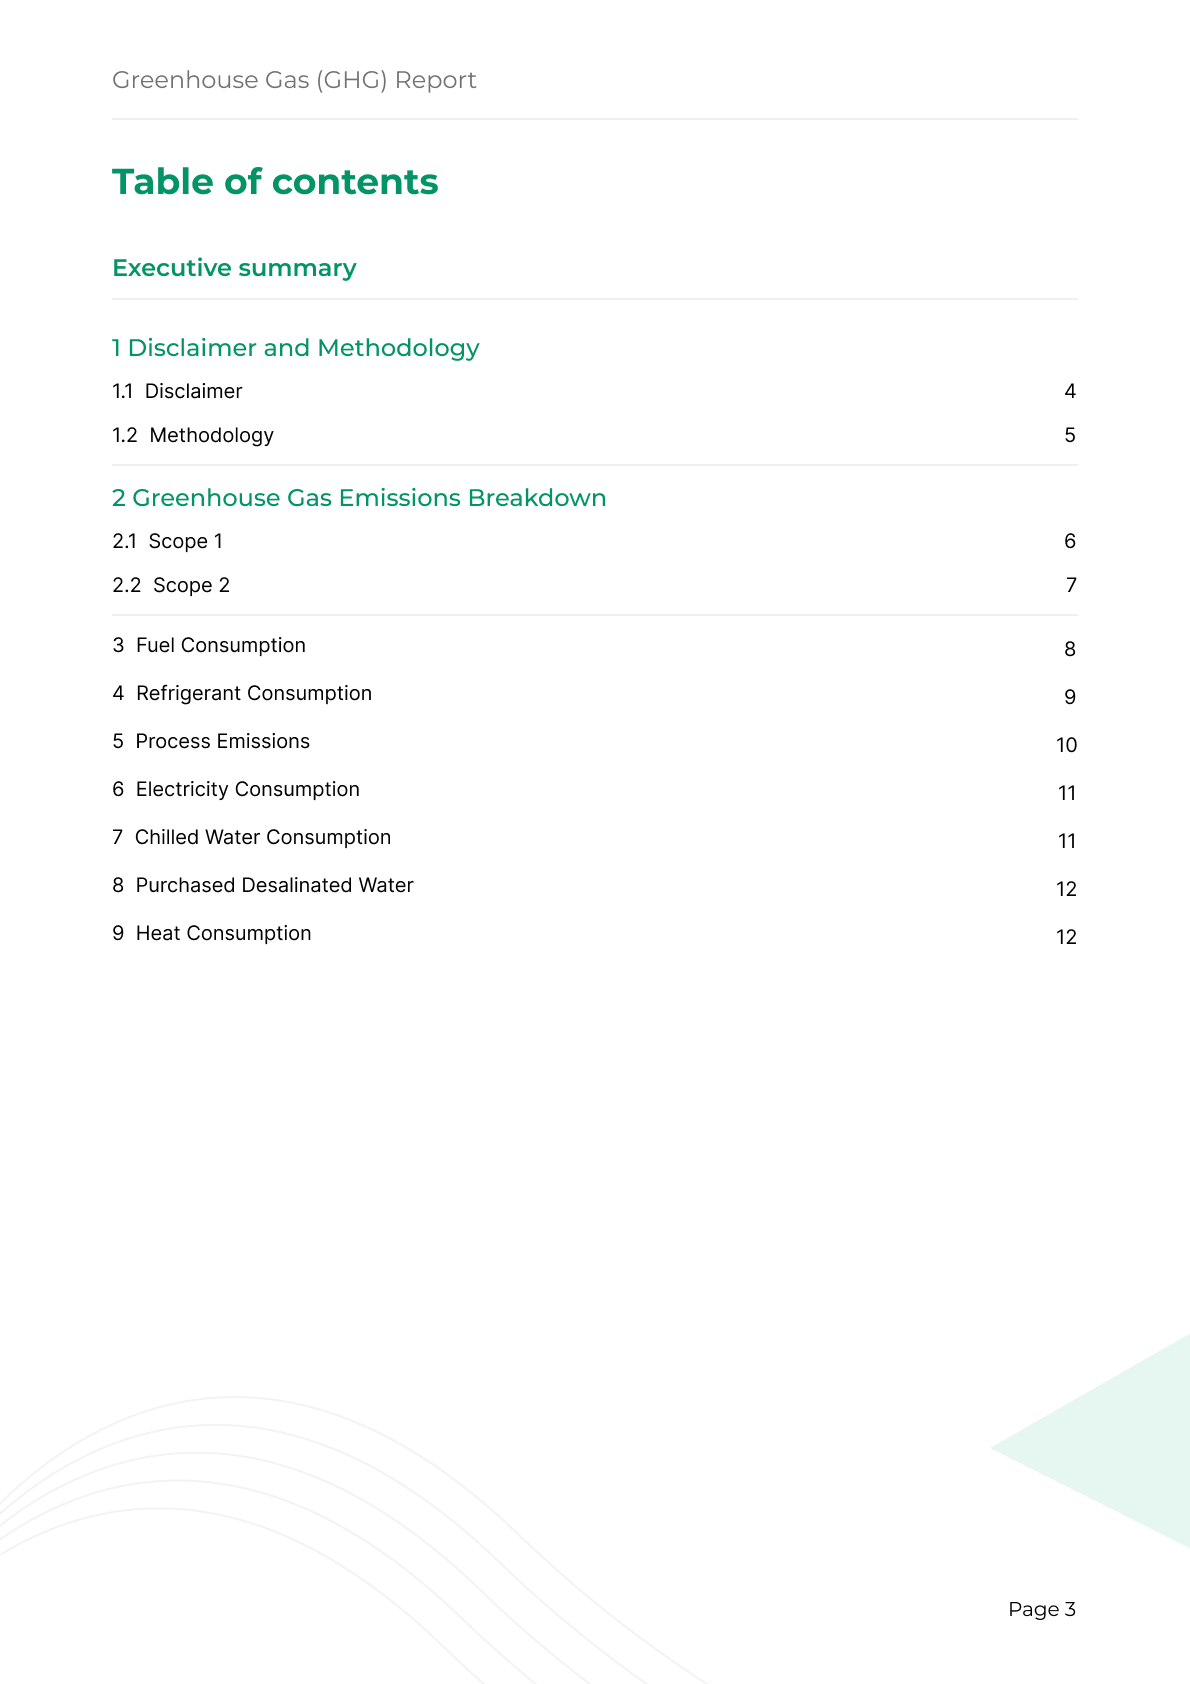 Greenhouse Gas (GHG) Report
Table of contents
Executive summary
1 Disclaimer and Methodology
1.1 Disclaimer 4
1.2 Methodology 5
2 Greenhouse Gas Emissions Breakdown
2.1 Scope 1 6
2.2 Scope 2 7
3 Fuel Consumption 8
4 Refrigerant Consumption 9
5 Process Emissions 10
6 Electricity Consumption 11
7 Chilled Water Consumption 11
8 Purchased Desalinated Water 12
9 Heat Consumption 12
Page 3